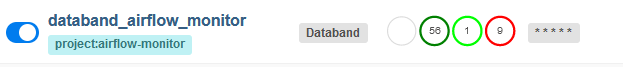 databand_airflow_monitor
project:airflow-monitor
Databand
56 1 9
* * * * *